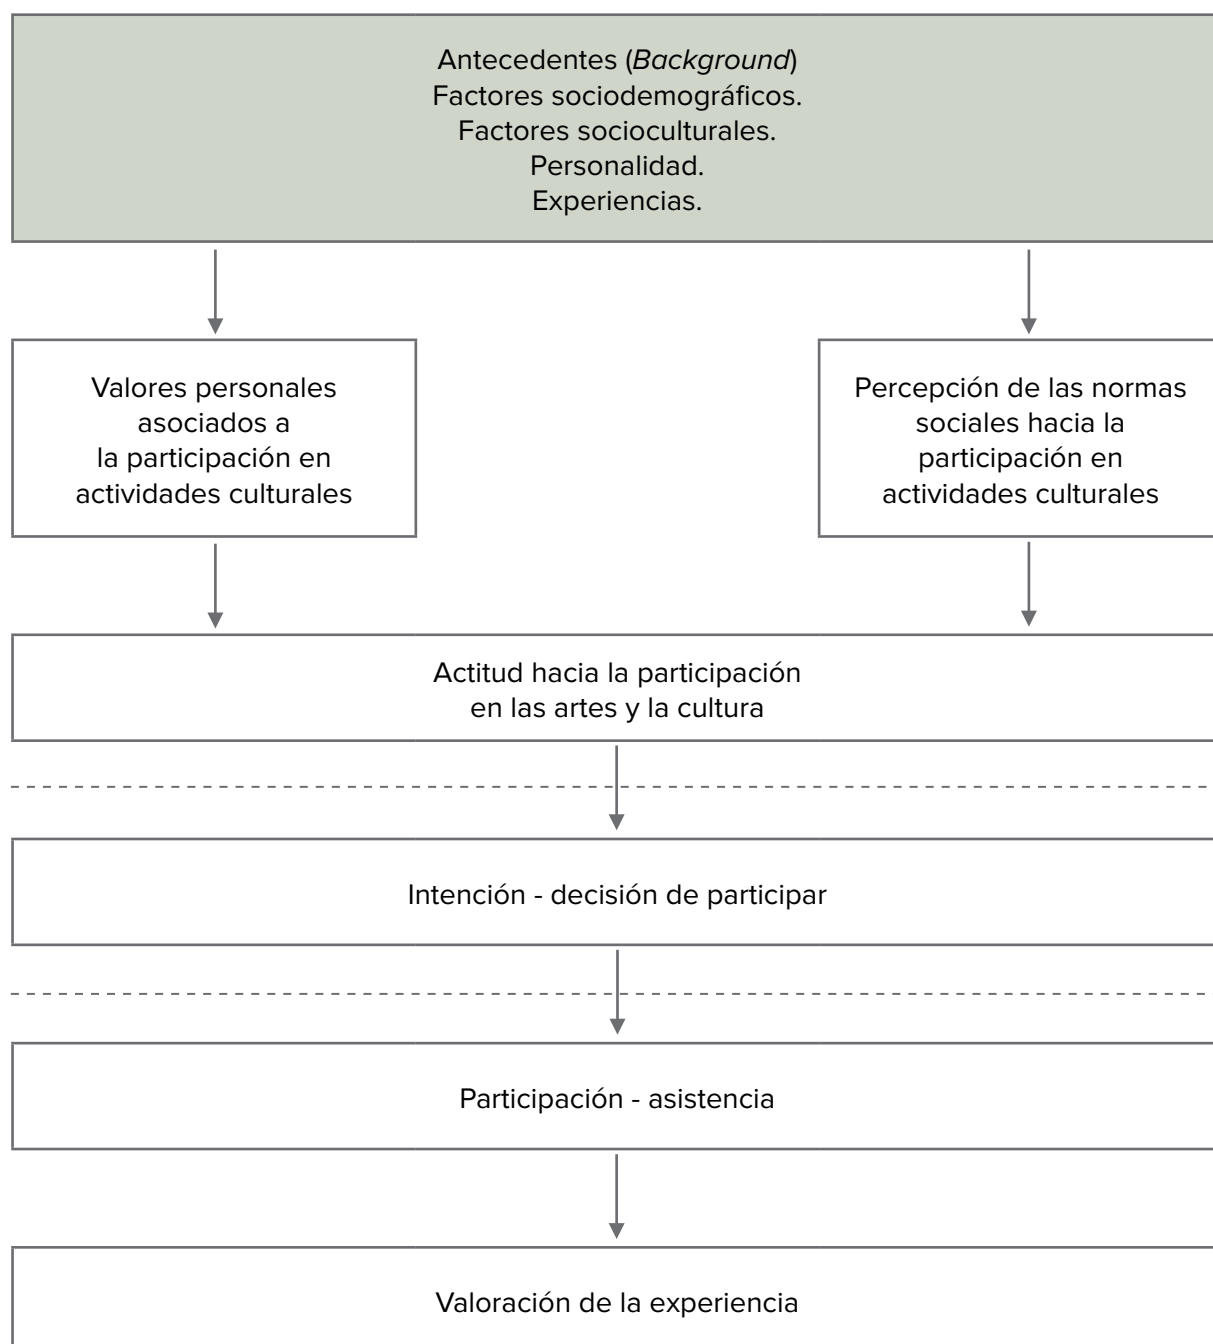 Antecedentes (Background)
Factores sociodemográficos.
Factores socioculturales.
Personalidad.
Experiencias.
Valores personales
asociados a
la participación en
actividades culturales
Percepción de las normas
sociales hacia la
participación en
actividades culturales
Actitud hacia la participación
en las artes y la cultura
Intención - decisión de participar
Participación - asistencia
Valoración de la experiencia